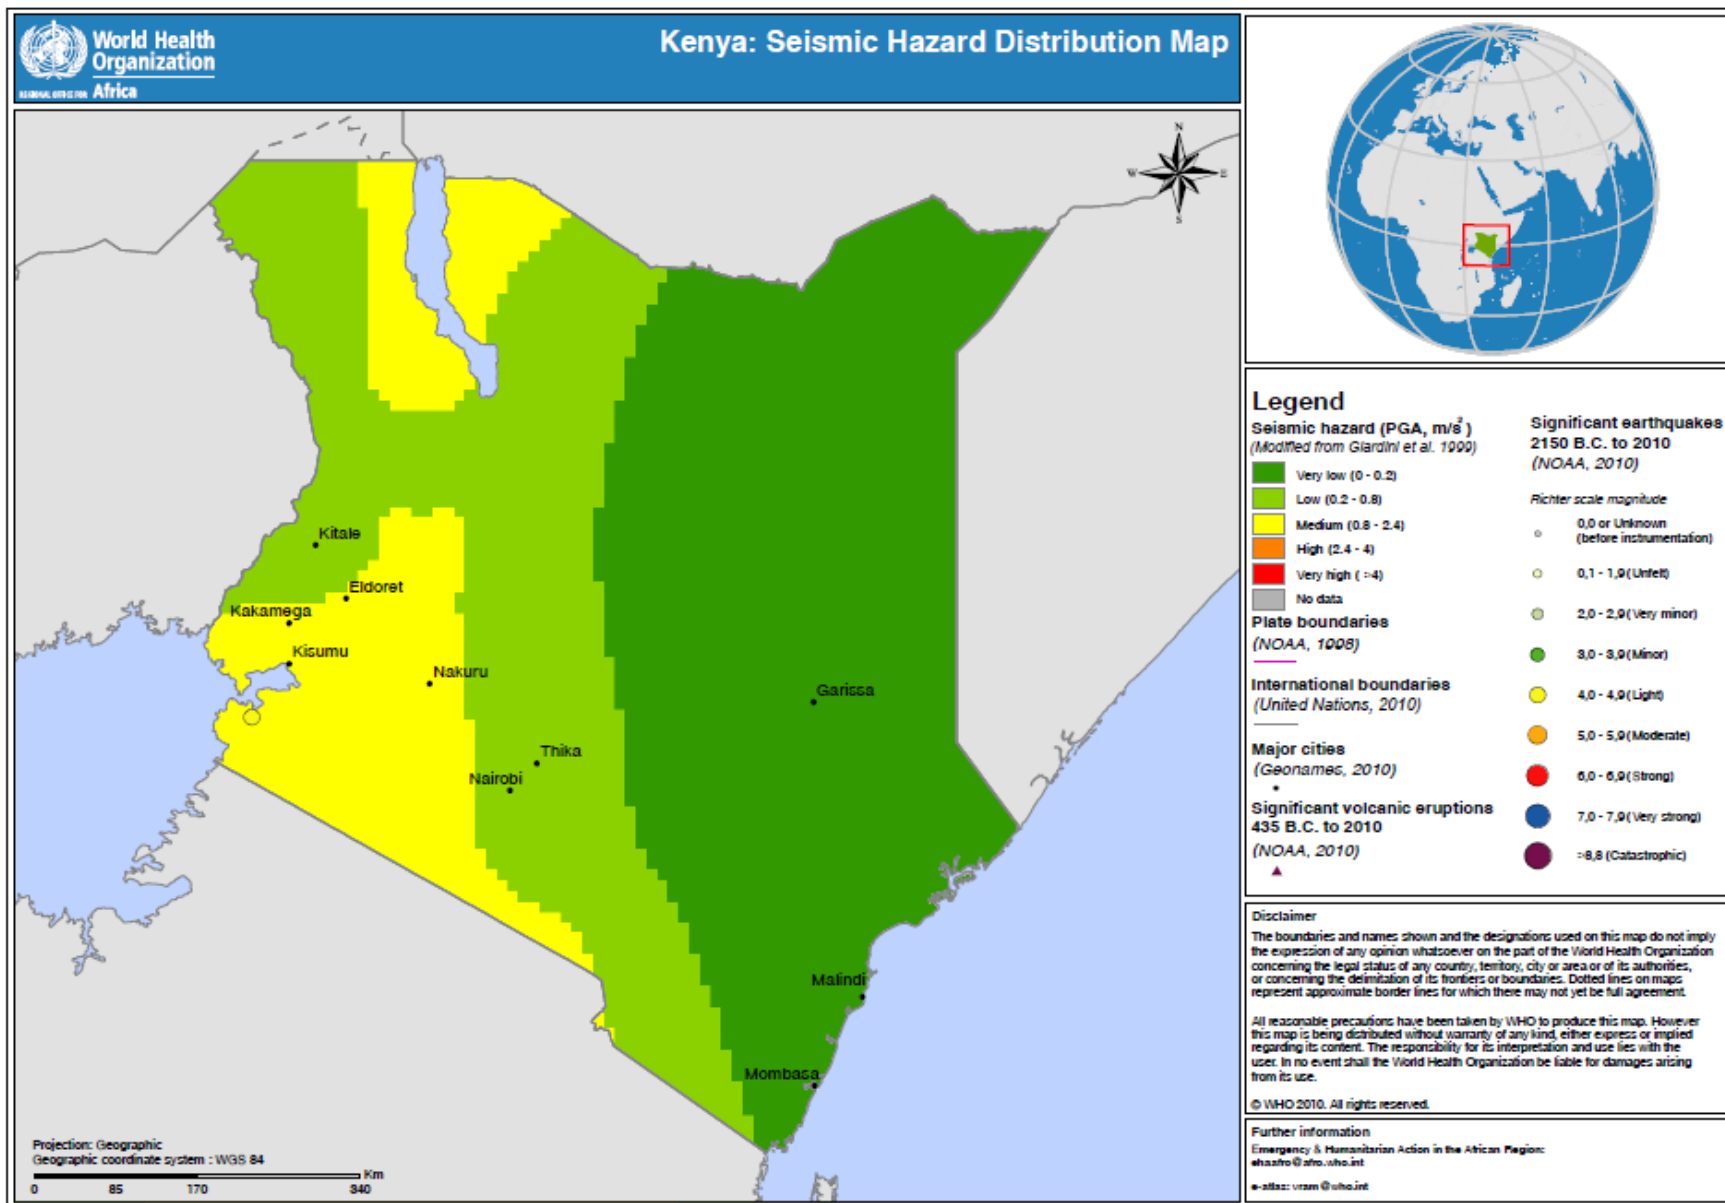 World Health
Organization
REGIONAL OFFICE FOR Africa
Kenya: Seismic Hazard Distribution Map
N
W
E
S
Kitale
Eldoret
Kakamega
Kisumu
Nakuru
Garissa
Thika
Nairobi
Malindi
Mombasa
Projection: Geographic
Geographic coordinate system : WGS 84
Km
0 85 170 340
Legend
Seismic hazard (PGA, m/s²)
(Modified from Giardini et al. 1999)
Very low (0 - 0.2)
Low (0.2 - 0.8)
Medium (0.8 - 2.4)
High (2.4 - 4)
Very high ( >4)
No data
Plate boundaries
(NOAA, 1998)
International boundaries
(United Nations, 2010)
Major cities
(Geonames, 2010)
Significant volcanic eruptions
435 B.C. to 2010
(NOAA, 2010)
Significant earthquakes
2150 B.C. to 2010
(NOAA, 2010)
Richter scale magnitude
0,0 or Unknown
(before instrumentation)
0,1 - 1,9 (Unfelt)
2,0 - 2,9 (Very minor)
3,0 - 3,9 (Minor)
4,0 - 4,9 (Light)
5,0 - 5,9 (Moderate)
6,0 - 6,9 (Strong)
7,0 - 7,9 (Very strong)
>8,8 (Catastrophic)
Disclaimer
The boundaries and names shown and the designations used on this map do not imply
the expression of any opinion whatsoever on the part of the World Health Organization
concerning the legal status of any country, territory, city or area or of its authorities,
or concerning the delimitation of its frontiers or boundaries. Dotted lines on maps
represent approximate border lines for which there may not yet be full agreement.
All reasonable precautions have been taken by WHO to produce this map. However
this map is being distributed without warranty of any kind, either express or implied
regarding its content. The responsibility for its interpretation and use lies with the
user. In no event shall the World Health Organization be liable for damages arising
from its use.
© WHO 2010. All rights reserved.
Further information
Emergency & Humanitarian Action in the African Region:
ehaafro@afro.who.int
e-atlas: vram@who.int